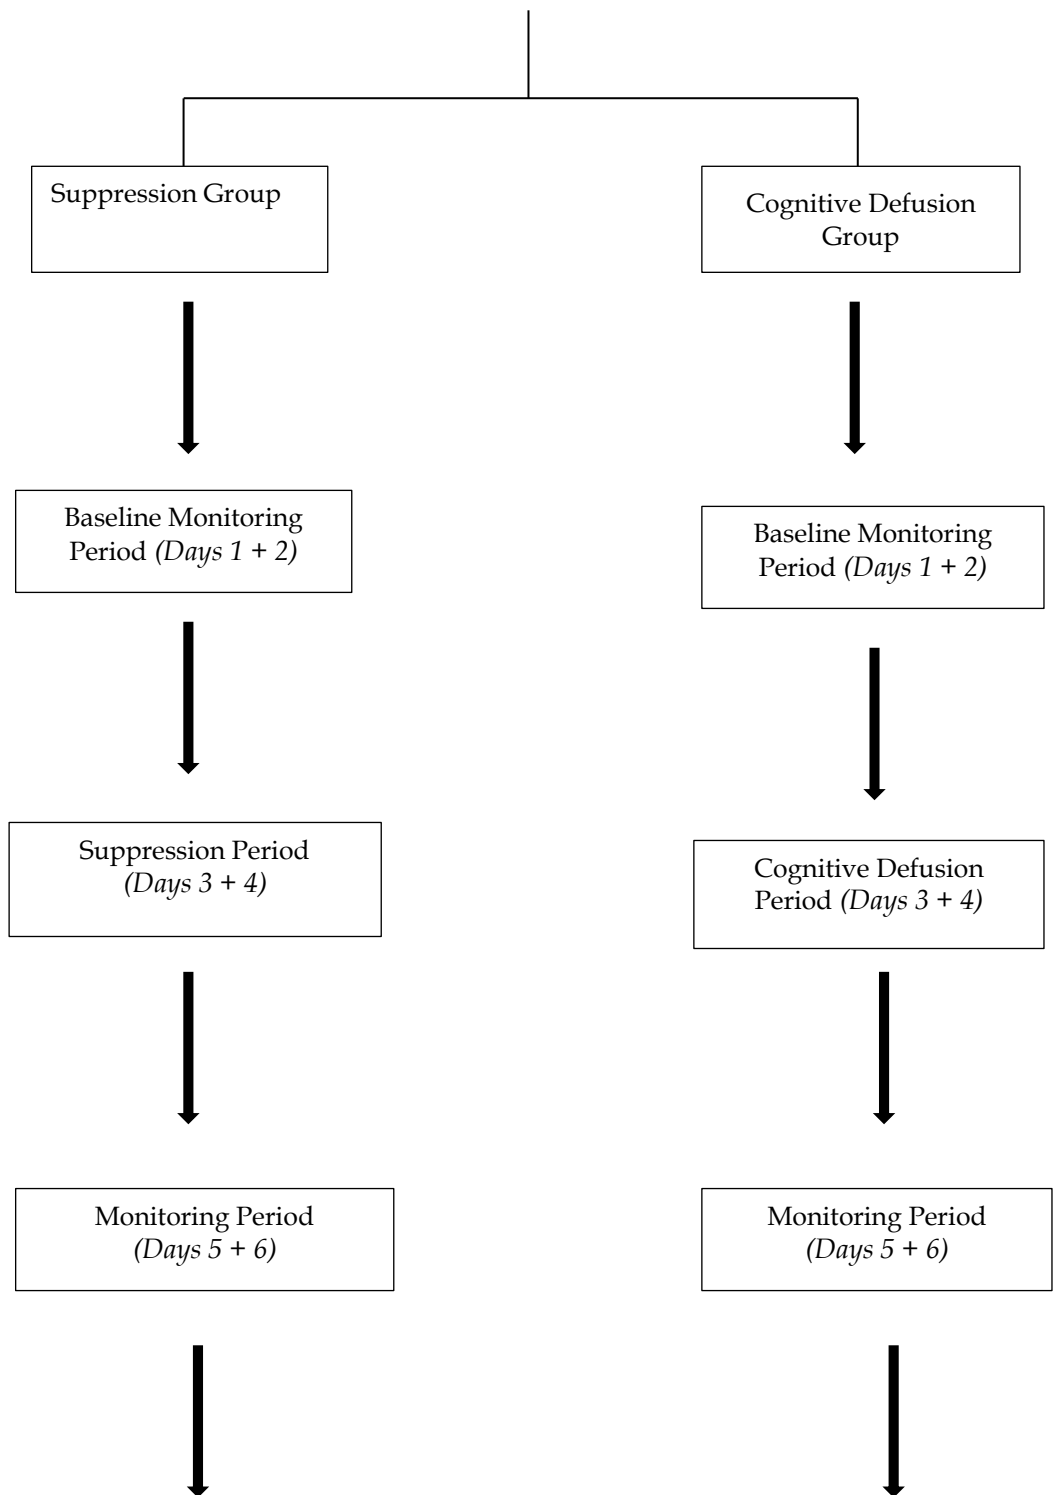 Suppression Group
Cognitive Defusion
Group
Baseline Monitoring
Period (Days 1 + 2)
Baseline Monitoring
Period (Days 1 + 2)
Suppression Period
(Days 3 + 4)
Cognitive Defusion
Period (Days 3 + 4)
Monitoring Period
(Days 5 + 6)
Monitoring Period
(Days 5 + 6)